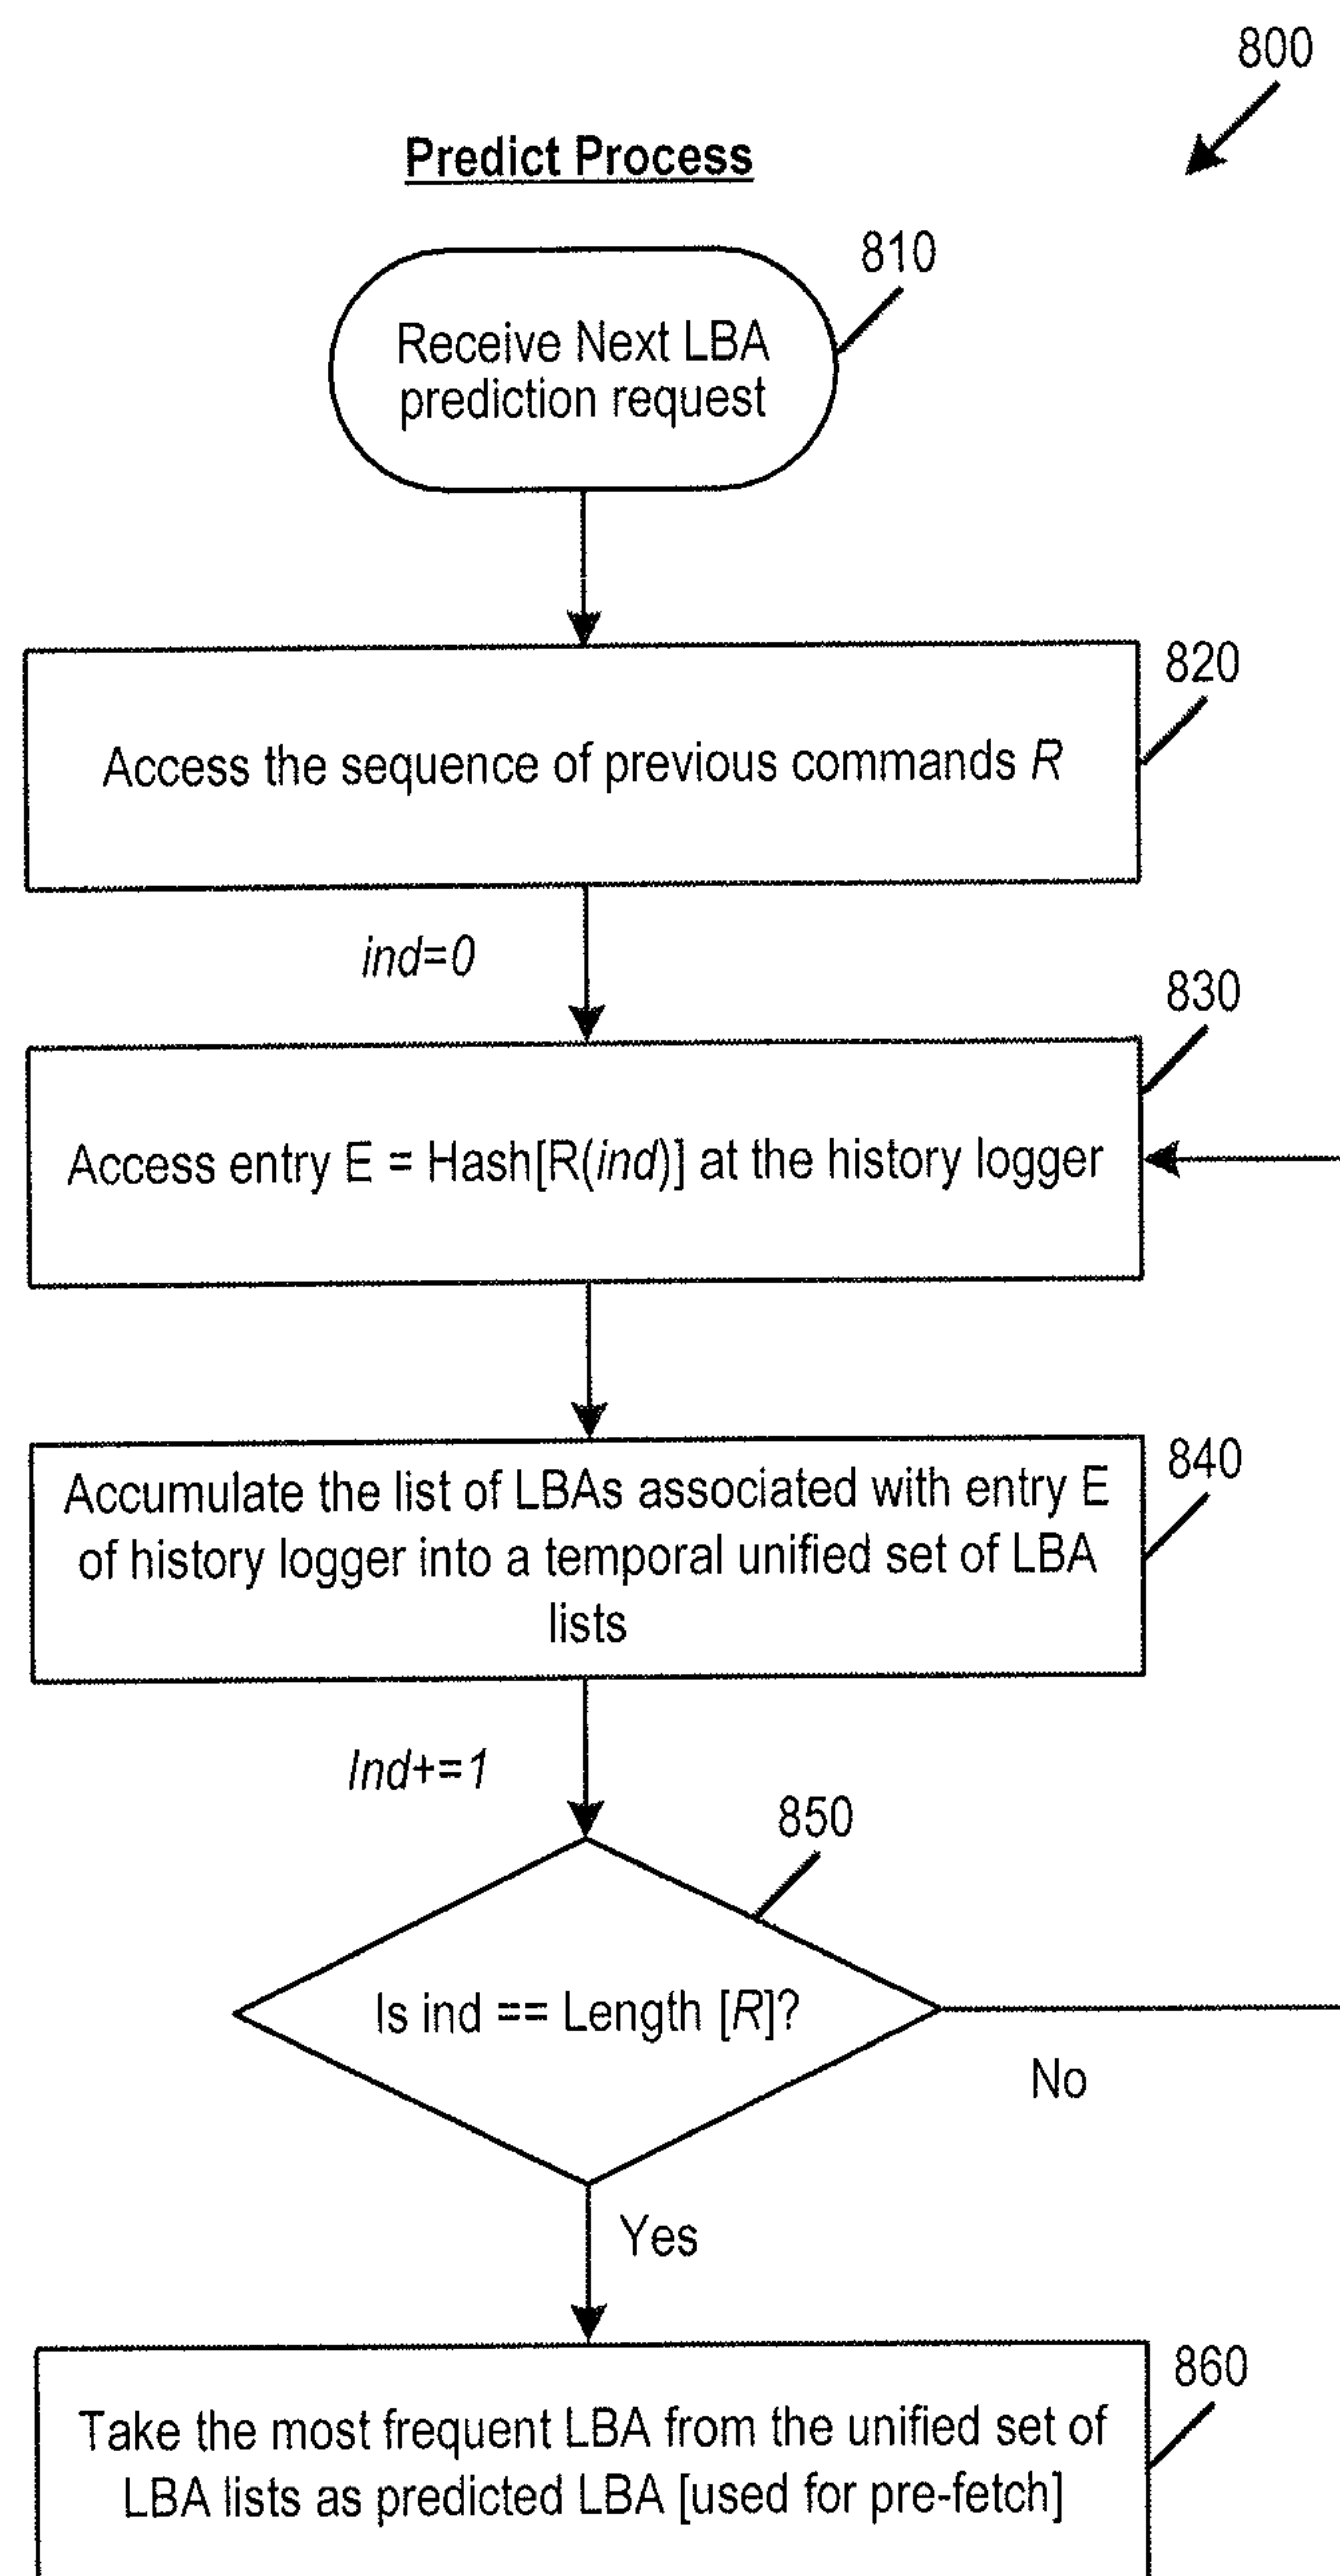 800
Predict Process
810
Receive Next LBA
prediction request
820
Access the sequence of previous commands R
ind=0
830
Access entry E = Hash[R(ind)] at the history logger
840
Accumulate the list of LBAs associated with entry E
of history logger into a temporal unified set of LBA
lists
Ind+=1
850
Is ind == Length [R]?
No
Yes
860
Take the most frequent LBA from the unified set of
LBA lists as predicted LBA [used for pre-fetch]